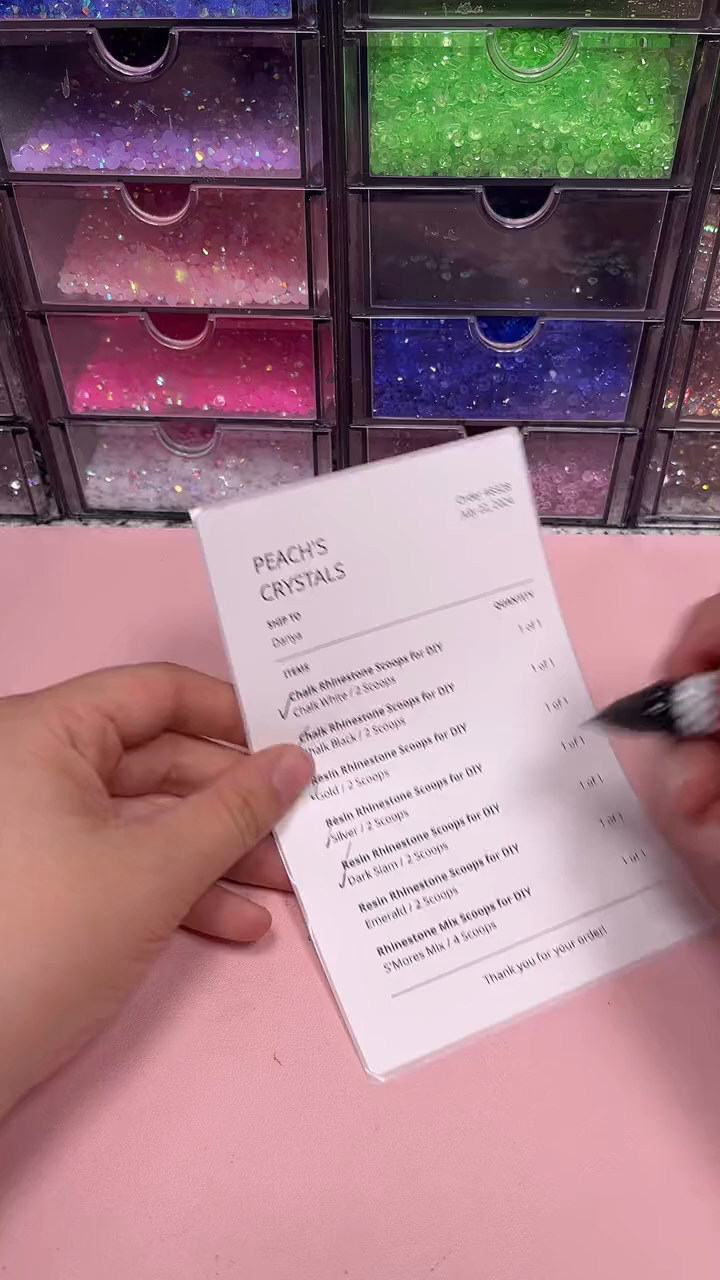 PEACH'S
CRYSTALS
SHIP TO
Dariya
ITEMS
QUANTITY
Chalk Rhinestone Scoops for DIY
Chalk White / 2 Scoops
1 of 1
Chalk Rhinestone Scoops for DIY
Chalk Black / 2 Scoops
1 of 1
Resin Rhinestone Scoops for DIY
Gold / 2 Scoops
1 of 1
Resin Rhinestone Scoops for DIY
Silver / 2 Scoops
1 of 1
Resin Rhinestone Scoops for DIY
Dark Siam / 2 Scoops
1 of 1
Resin Rhinestone Scoops for DIY
Emerald / 2 Scoops
1 of 1
Rhinestone Mix Scoops for DIY
S'Mores Mix / 4 Scoops
1 of 1
Thank you for your order!